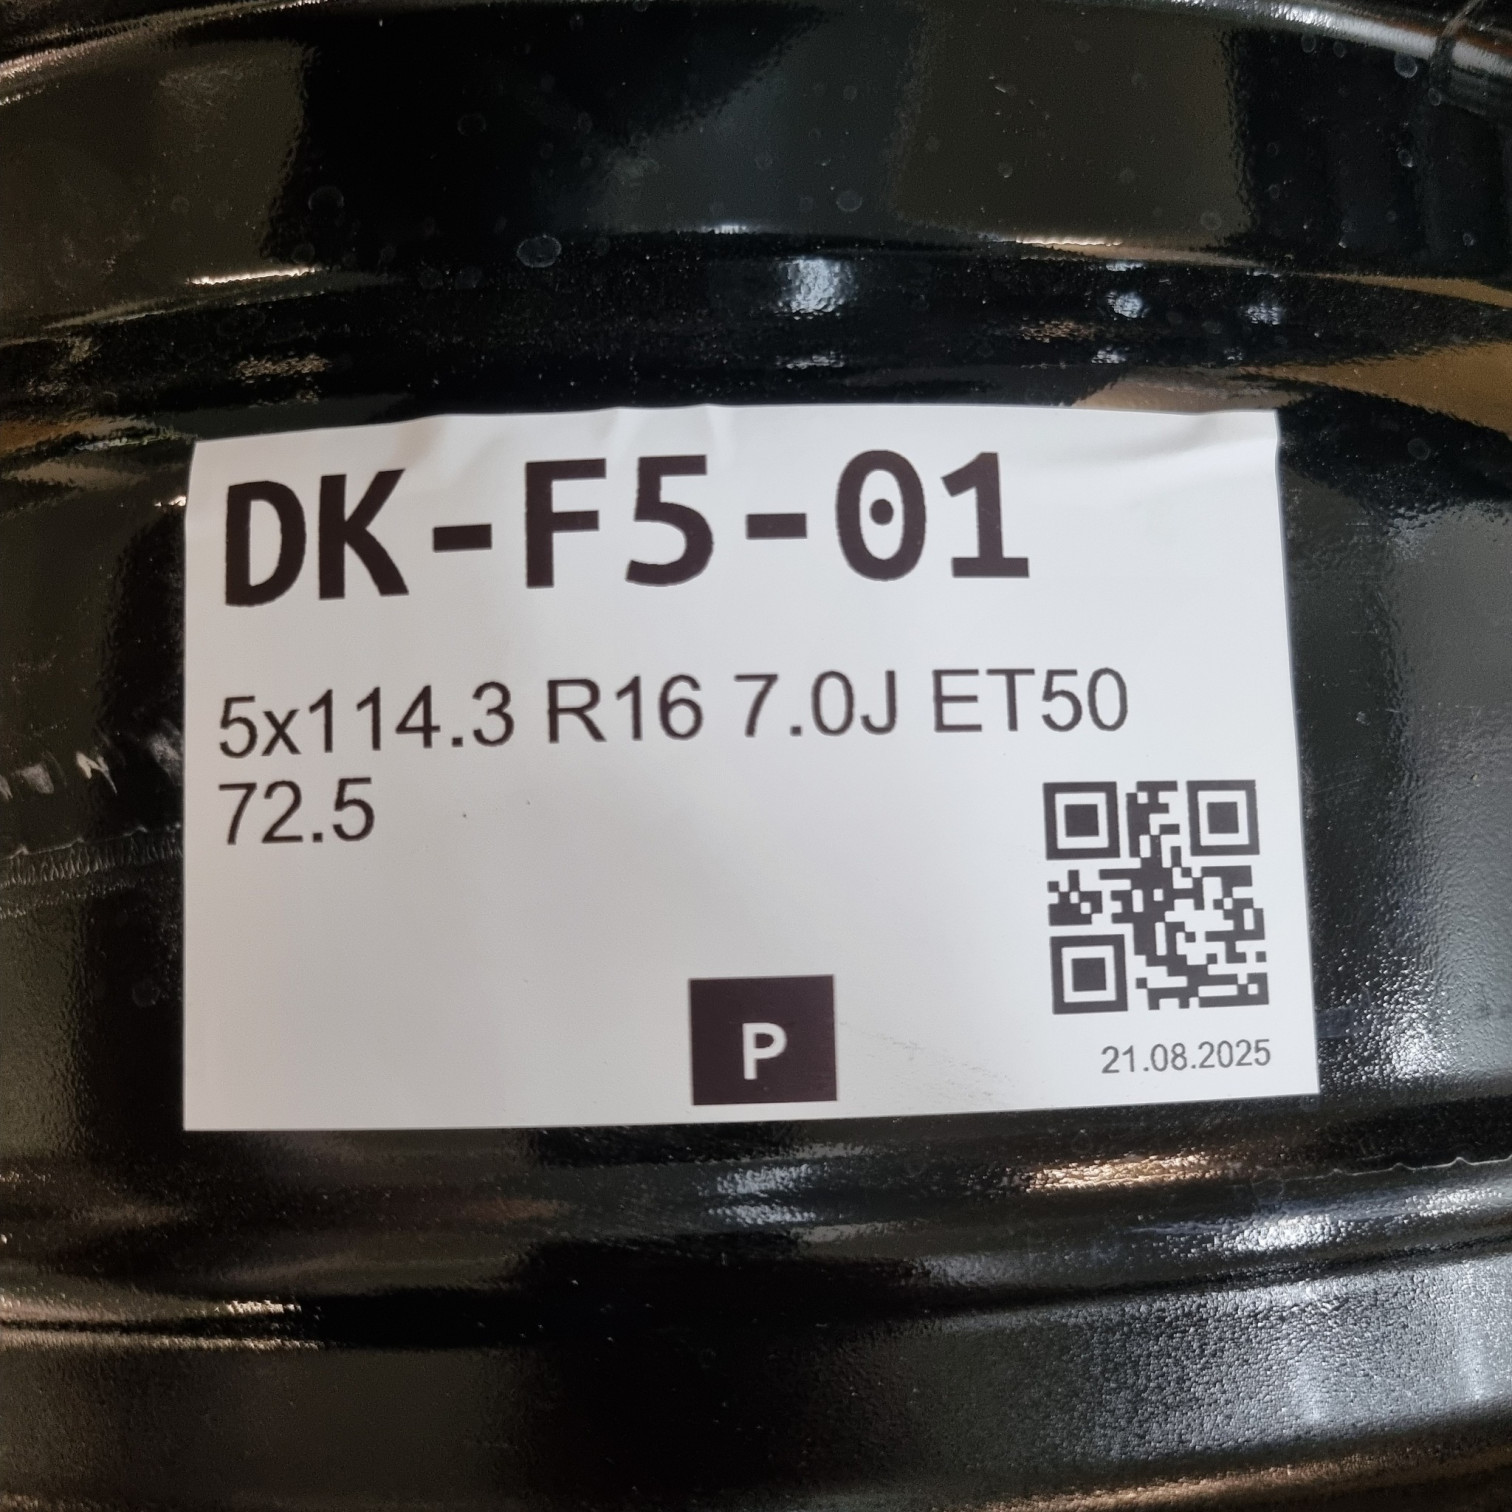 DK-F5-01
5x114.3 R16 7.0J ET50
72.5
P
21.08.2025